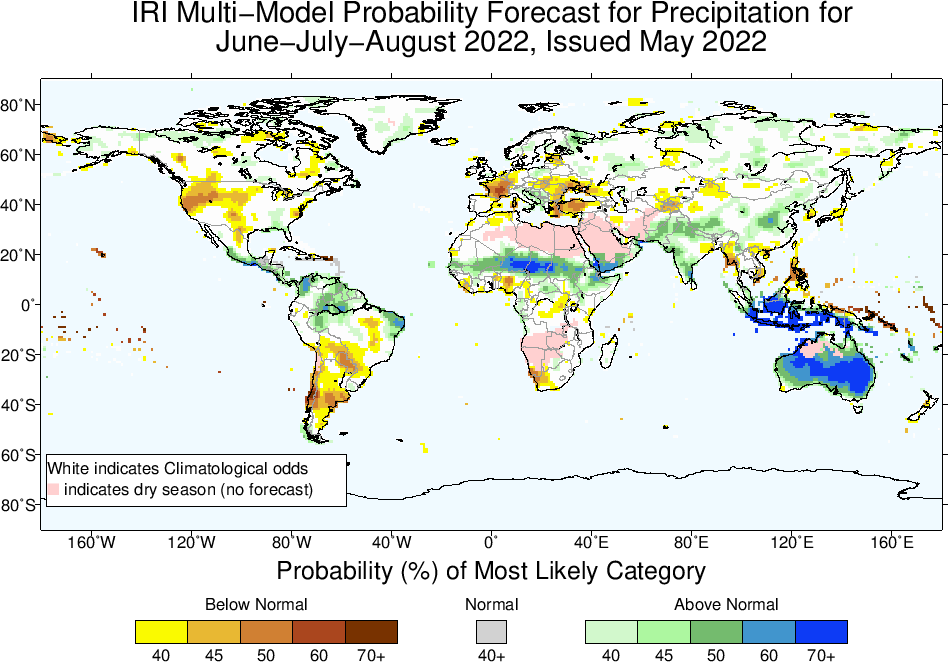 IRI Multi−Model Probability Forecast for Precipitation for
June−July−August 2022, Issued May 2022
80˚N
60˚N
40˚N
20˚N
0˚
20˚S
40˚S
60˚S
80˚S
White indicates Climatological odds
indicates dry season (no forecast)
160˚W 120˚W 80˚W 40˚W 0˚ 40˚E 80˚E 120˚E 160˚E
Probability (%) of Most Likely Category
Below Normal Normal Above Normal
40 45 50 60 70+ 40+ 40 45 50 60 70+